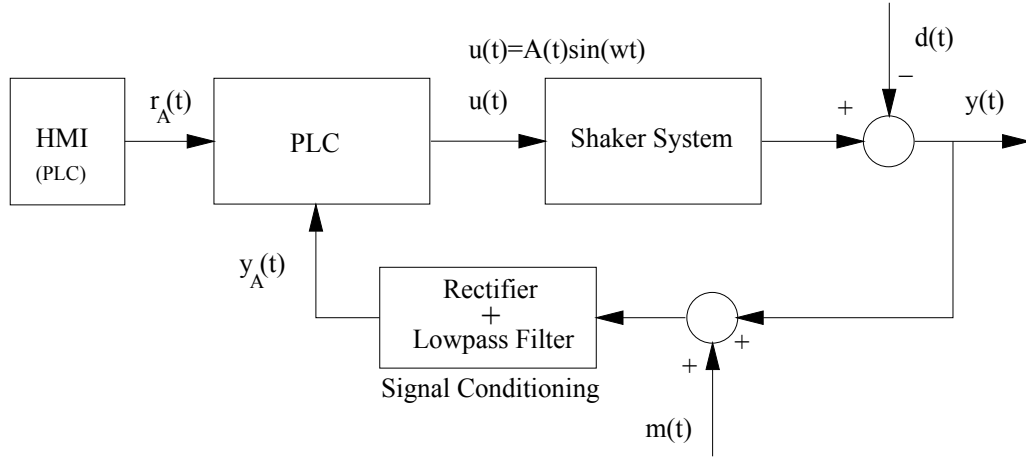 u(t)=A(t)sin(wt)
d(t)
r_A(t)
u(t)
+
−
y(t)
HMI
(PLC)
PLC
Shaker System
y_A(t)
Rectifier
+
Lowpass Filter
+
+
Signal Conditioning
m(t)